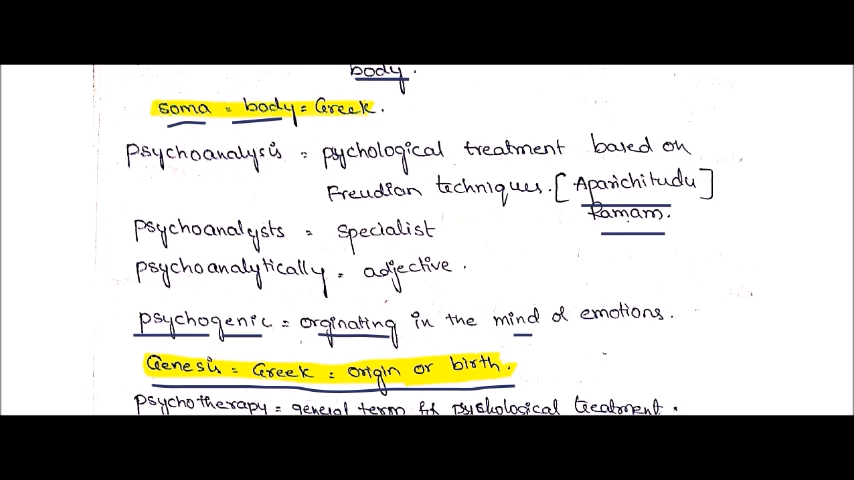 body.
soma = body = Greek.
psychoanalysis = psychological treatment based on
Freudian techniques. [Aparichitudu]
Ramam.
psychoanalysts = specialist
psychoanalytically = adjective.
psychogenic = orginating in the mind of emotions.
Genesis = Greek = origin or birth.
psychotherapy = general term for psychological treatment.